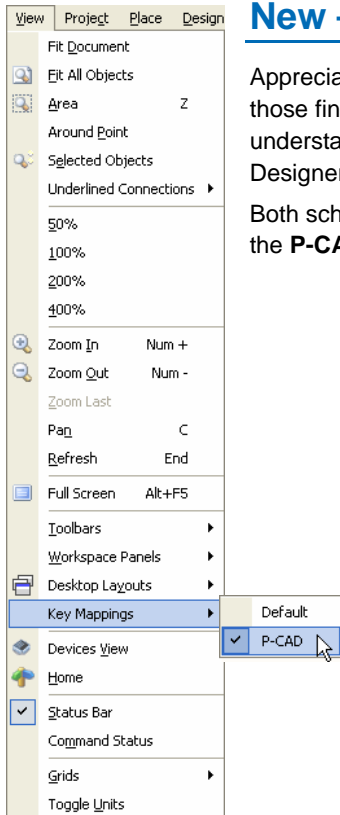 View Project Place Design
Fit Document
Fit All Objects
Area Z
Around Point
Selected Objects
Underlined Connections
50%
100%
200%
400%
Zoom In Num +
Zoom Out Num -
Zoom Last
Pan C
Refresh End
Full Screen Alt+F5
Toolbars
Workspace Panels
Desktop Layouts
Key Mappings
Default
P-CAD
Devices View
Home
Status Bar
Command Status
Grids
Toggle Units
New -
Apprecia
those fin
understa
Designer
Both sch
the P-CA